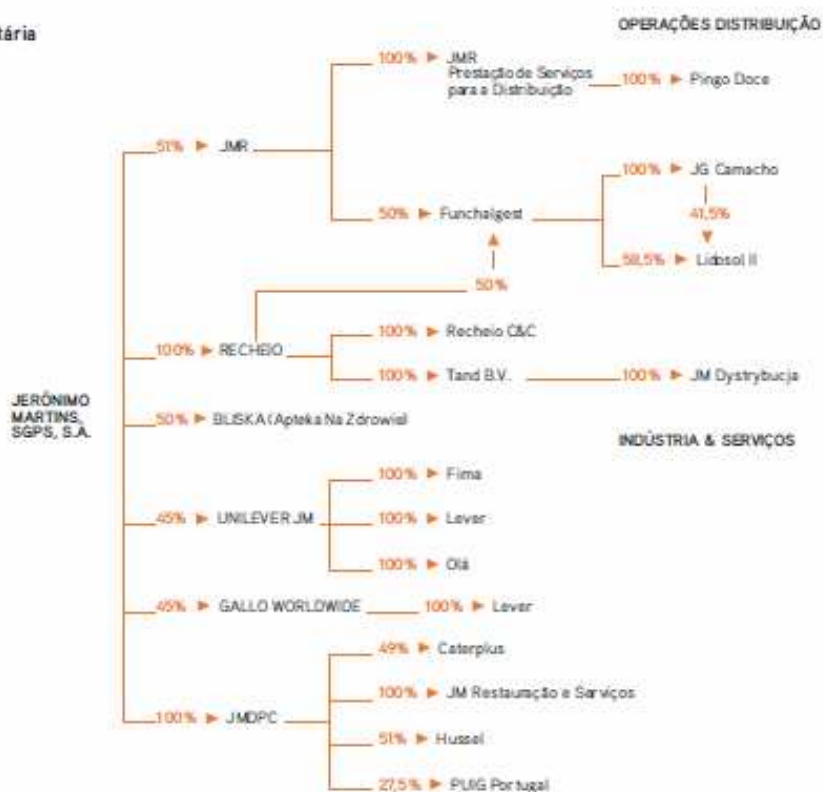 tária
OPERAÇÕES DISTRIBUIÇÃO
100% ► JMR
Prestação de Serviços
para a Distribuição
100% ► Pingo Doce
51% ► JMR
100% ► JG Camacho
50% ► Funchalgest
41,5%
58,5% ► Lidosol II
50%
100% ► RECHEIO
100% ► Recheio C&C
100% ► Tand B.V.
100% ► JM Dystrybucja
JERÓNIMO
MARTINS,
SGPS, S.A.
50% ► BLISKA (Apteka Na Zdrowie)
INDÚSTRIA & SERVIÇOS
100% ► Fima
45% ► UNILEVER JM
100% ► Lever
100% ► Olá
45% ► GALLO WORLDWIDE
100% ► Lever
49% ► Caterplus
100% ► JM Restauração e Serviços
100% ► JMDPC
51% ► Hussel
27,5% ► PUIG Portugal